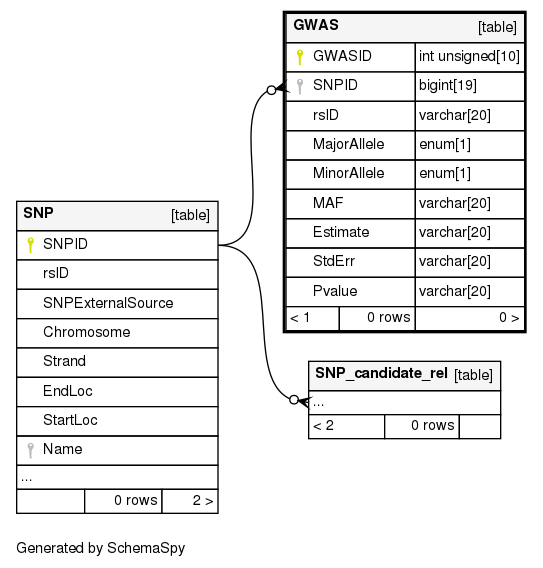 GWAS [table]
GWASID int unsigned[10]
SNPID bigint[19]
rsID varchar[20]
MajorAllele enum[1]
MinorAllele enum[1]
MAF varchar[20]
Estimate varchar[20]
StdErr varchar[20]
Pvalue varchar[20]
< 1 0 rows 0 >
SNP [table]
SNPID
rsID
SNPExternalSource
Chromosome
Strand
EndLoc
StartLoc
Name
...
0 rows 2 >
SNP_candidate_rel [table]
...
< 2 0 rows
Generated by SchemaSpy